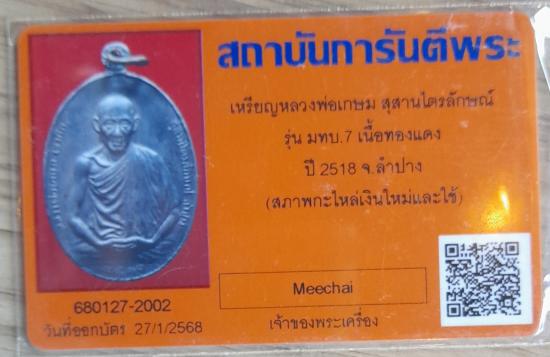 สถาบันการันตีพระ
เหรียญหลวงพ่อเกษม สุสานไตรลักษณ์
รุ่น มทบ.7 เนื้อทองแดง
ปี 2518 จ.ลำปาง
(สภาพกะไหล่เงินใหม่และใช้)
Meechai
เจ้าของพระเครื่อง
680127-2002
วันที่ออกบัตร 27/1/2568